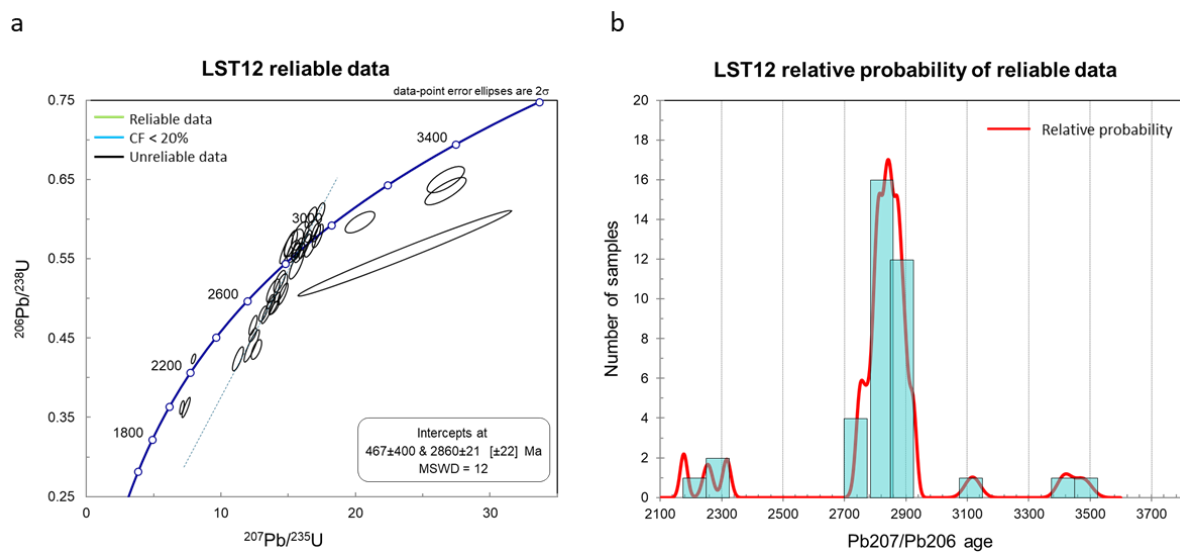 a
b
LST12 reliable data
LST12 relative probability of reliable data
data-point error ellipses are 2σ
0.75
0.65
0.55
0.45
0.35
0.25
206Pb/238U
Reliable data
CF < 20%
Unreliable data
3400
3000
2600
2200
1800
Intercepts at
467±400 & 2860±21 [±22] Ma
MSWD = 12
0 10 20 30
207Pb/235U
20
18
16
14
12
10
8
6
4
2
0
Number of samples
Relative probability
2100 2300 2500 2700 2900 3100 3300 3500 3700
Pb207/Pb206 age